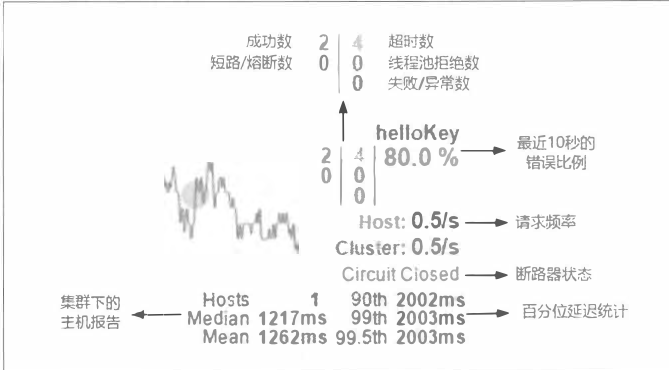 成功数 2 4 超时数
短路/熔断数 0 0 线程池拒绝数
0 失败/异常数
helloKey
2 4 80.0 %
0 0
0
最近10秒的
错误比例
Host: 0.5/s 请求频率
Cluster: 0.5/s
Circuit Closed 断路器状态
集群下的
主机报告
Hosts 1 90th 2002ms
Median 1217ms 99th 2003ms 百分位延迟统计
Mean 1262ms 99.5th 2003ms